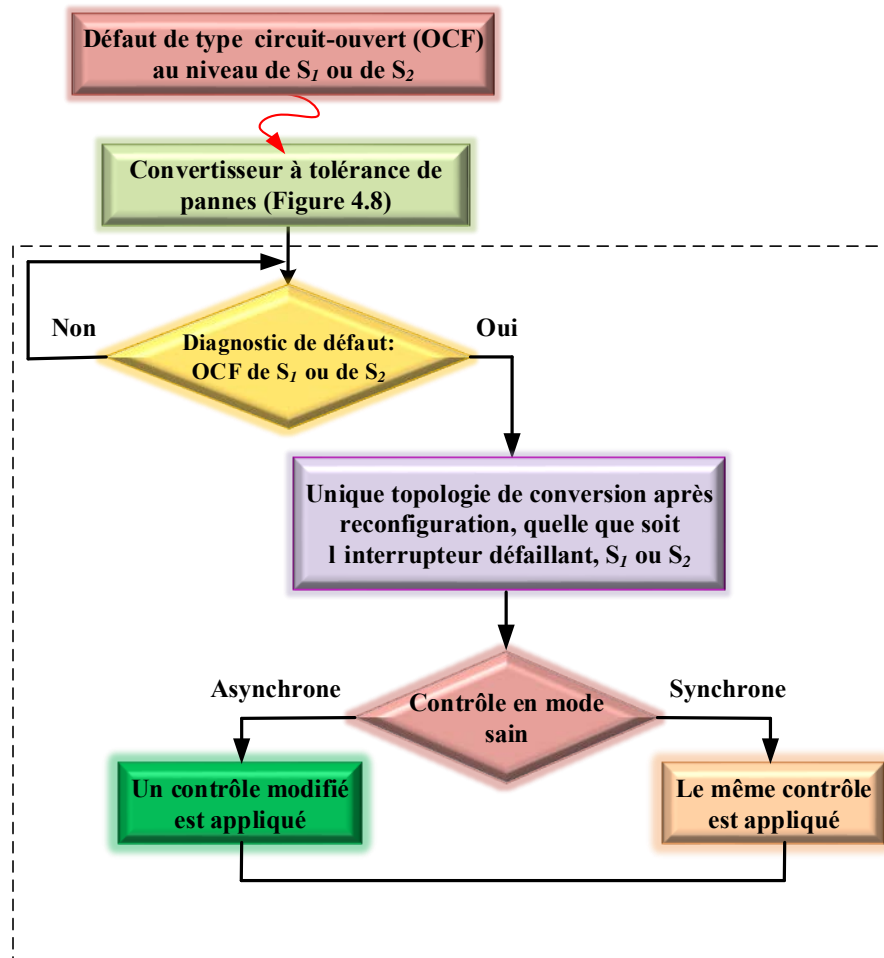 Défaut de type circuit-ouvert (OCF)
au niveau de S1 ou de S2
Convertisseur à tolérance de
pannes (Figure 4.8)
Non
Oui
Diagnostic de défaut:
OCF de S1 ou de S2
Unique topologie de conversion après
reconfiguration, quelle que soit
l interrupteur défaillant, S1 ou S2
Asynchrone
Synchrone
Contrôle en mode
sain
Un contrôle modifié
est appliqué
Le même contrôle
est appliqué